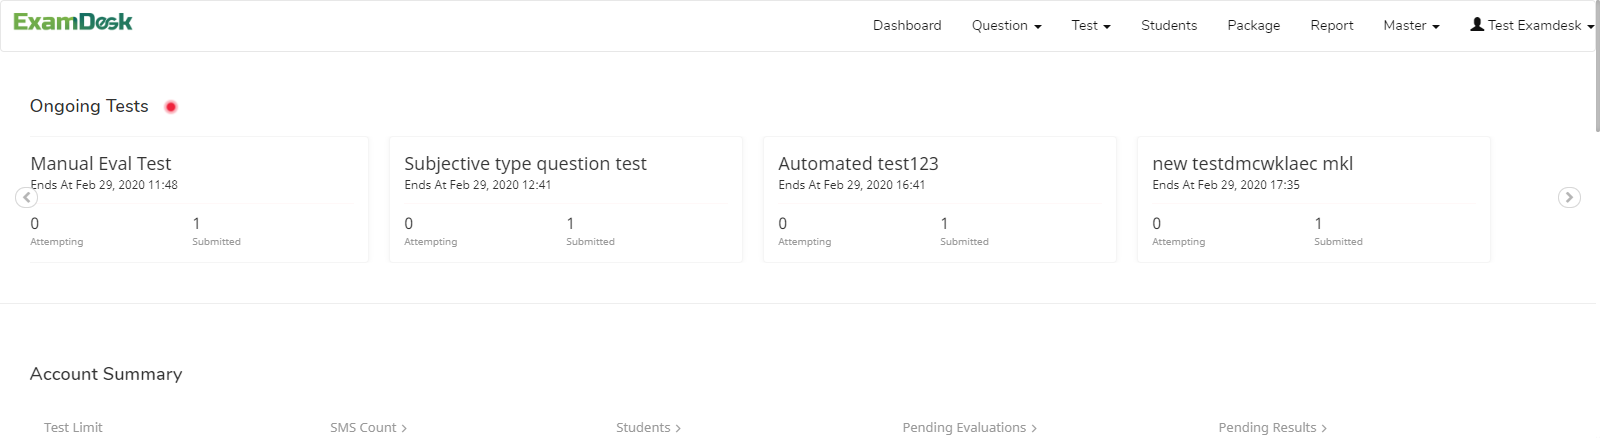 ExamDesk Dashboard Question Test Students Package Report Master Test Examdesk
Ongoing Tests
Manual Eval Test Subjective type question test Automated test123 new testdmcwklaec mkl
Ends At Feb 29, 2020 11:48 Ends At Feb 29, 2020 12:41 Ends At Feb 29, 2020 16:41 Ends At Feb 29, 2020 17:35
0 1 0 1 0 1 0 1
Attempting Submitted Attempting Submitted Attempting Submitted Attempting Submitted
Account Summary
Test Limit SMS Count Students Pending Evaluations Pending Results